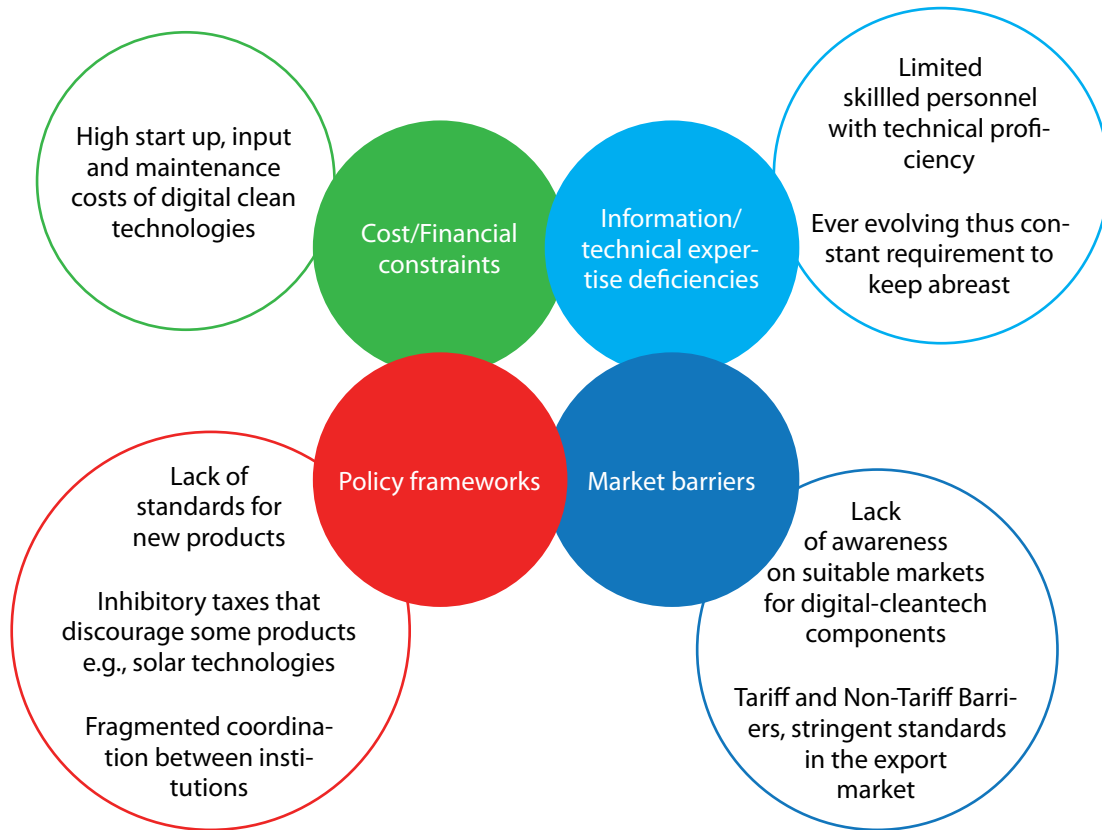 High start up, input
and maintenance
costs of digital clean
technologies
Cost/Financial
constraints
Information/
technical exper-
tise deficiencies
Limited
skillled personnel
with technical profi-
ciency
Ever evolving thus con-
stant requirement to
keep abreast
Lack of
standards for
new products
Inhibitory taxes that
discourage some products
e.g., solar technologies
Fragmented coordina-
tion between insti-
tutions
Policy frameworks
Market barriers
Lack
of awareness
on suitable markets
for digital-cleantech
components
Tariff and Non-Tariff Barri-
ers, stringent standards
in the export
market